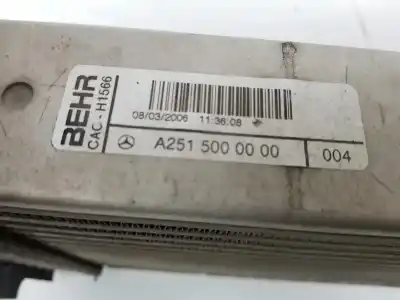 BEHR
CAC - H1566
08/03/2006 11:36:08
A251 500 00 00
004